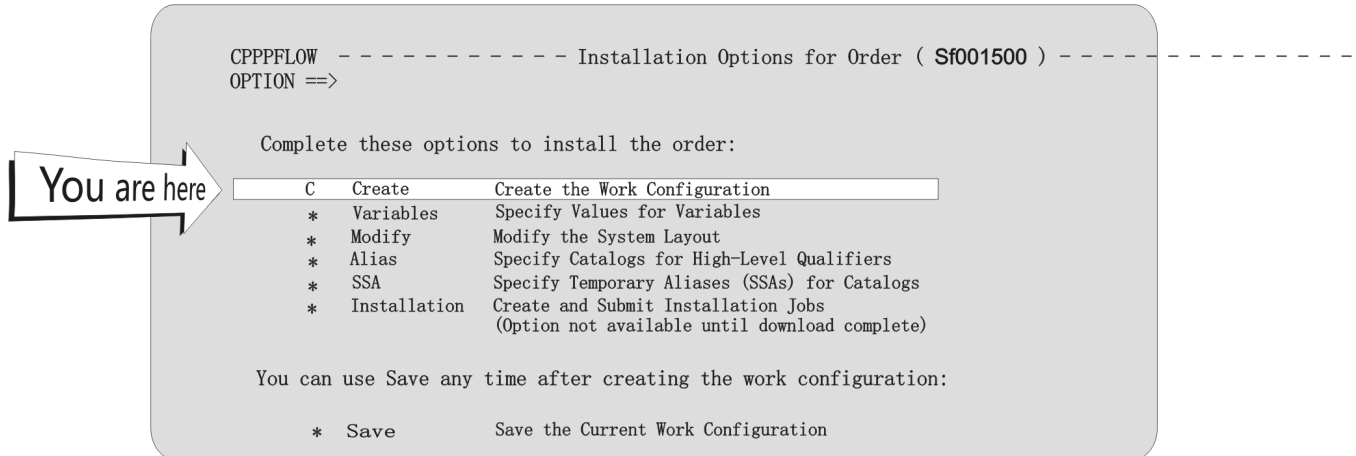 CPPPFLOW - - - - - - - - - - - - Installation Options for Order ( Sf001500 ) - - - - - - - - - - - - - - - - -
OPTION ==>
Complete these options to install the order:
You are here
C Create Create the Work Configuration
* Variables Specify Values for Variables
* Modify Modify the System Layout
* Alias Specify Catalogs for High-Level Qualifiers
* SSA Specify Temporary Aliases (SSAs) for Catalogs
* Installation Create and Submit Installation Jobs
(Option not available until download complete)
You can use Save any time after creating the work configuration:
* Save Save the Current Work Configuration